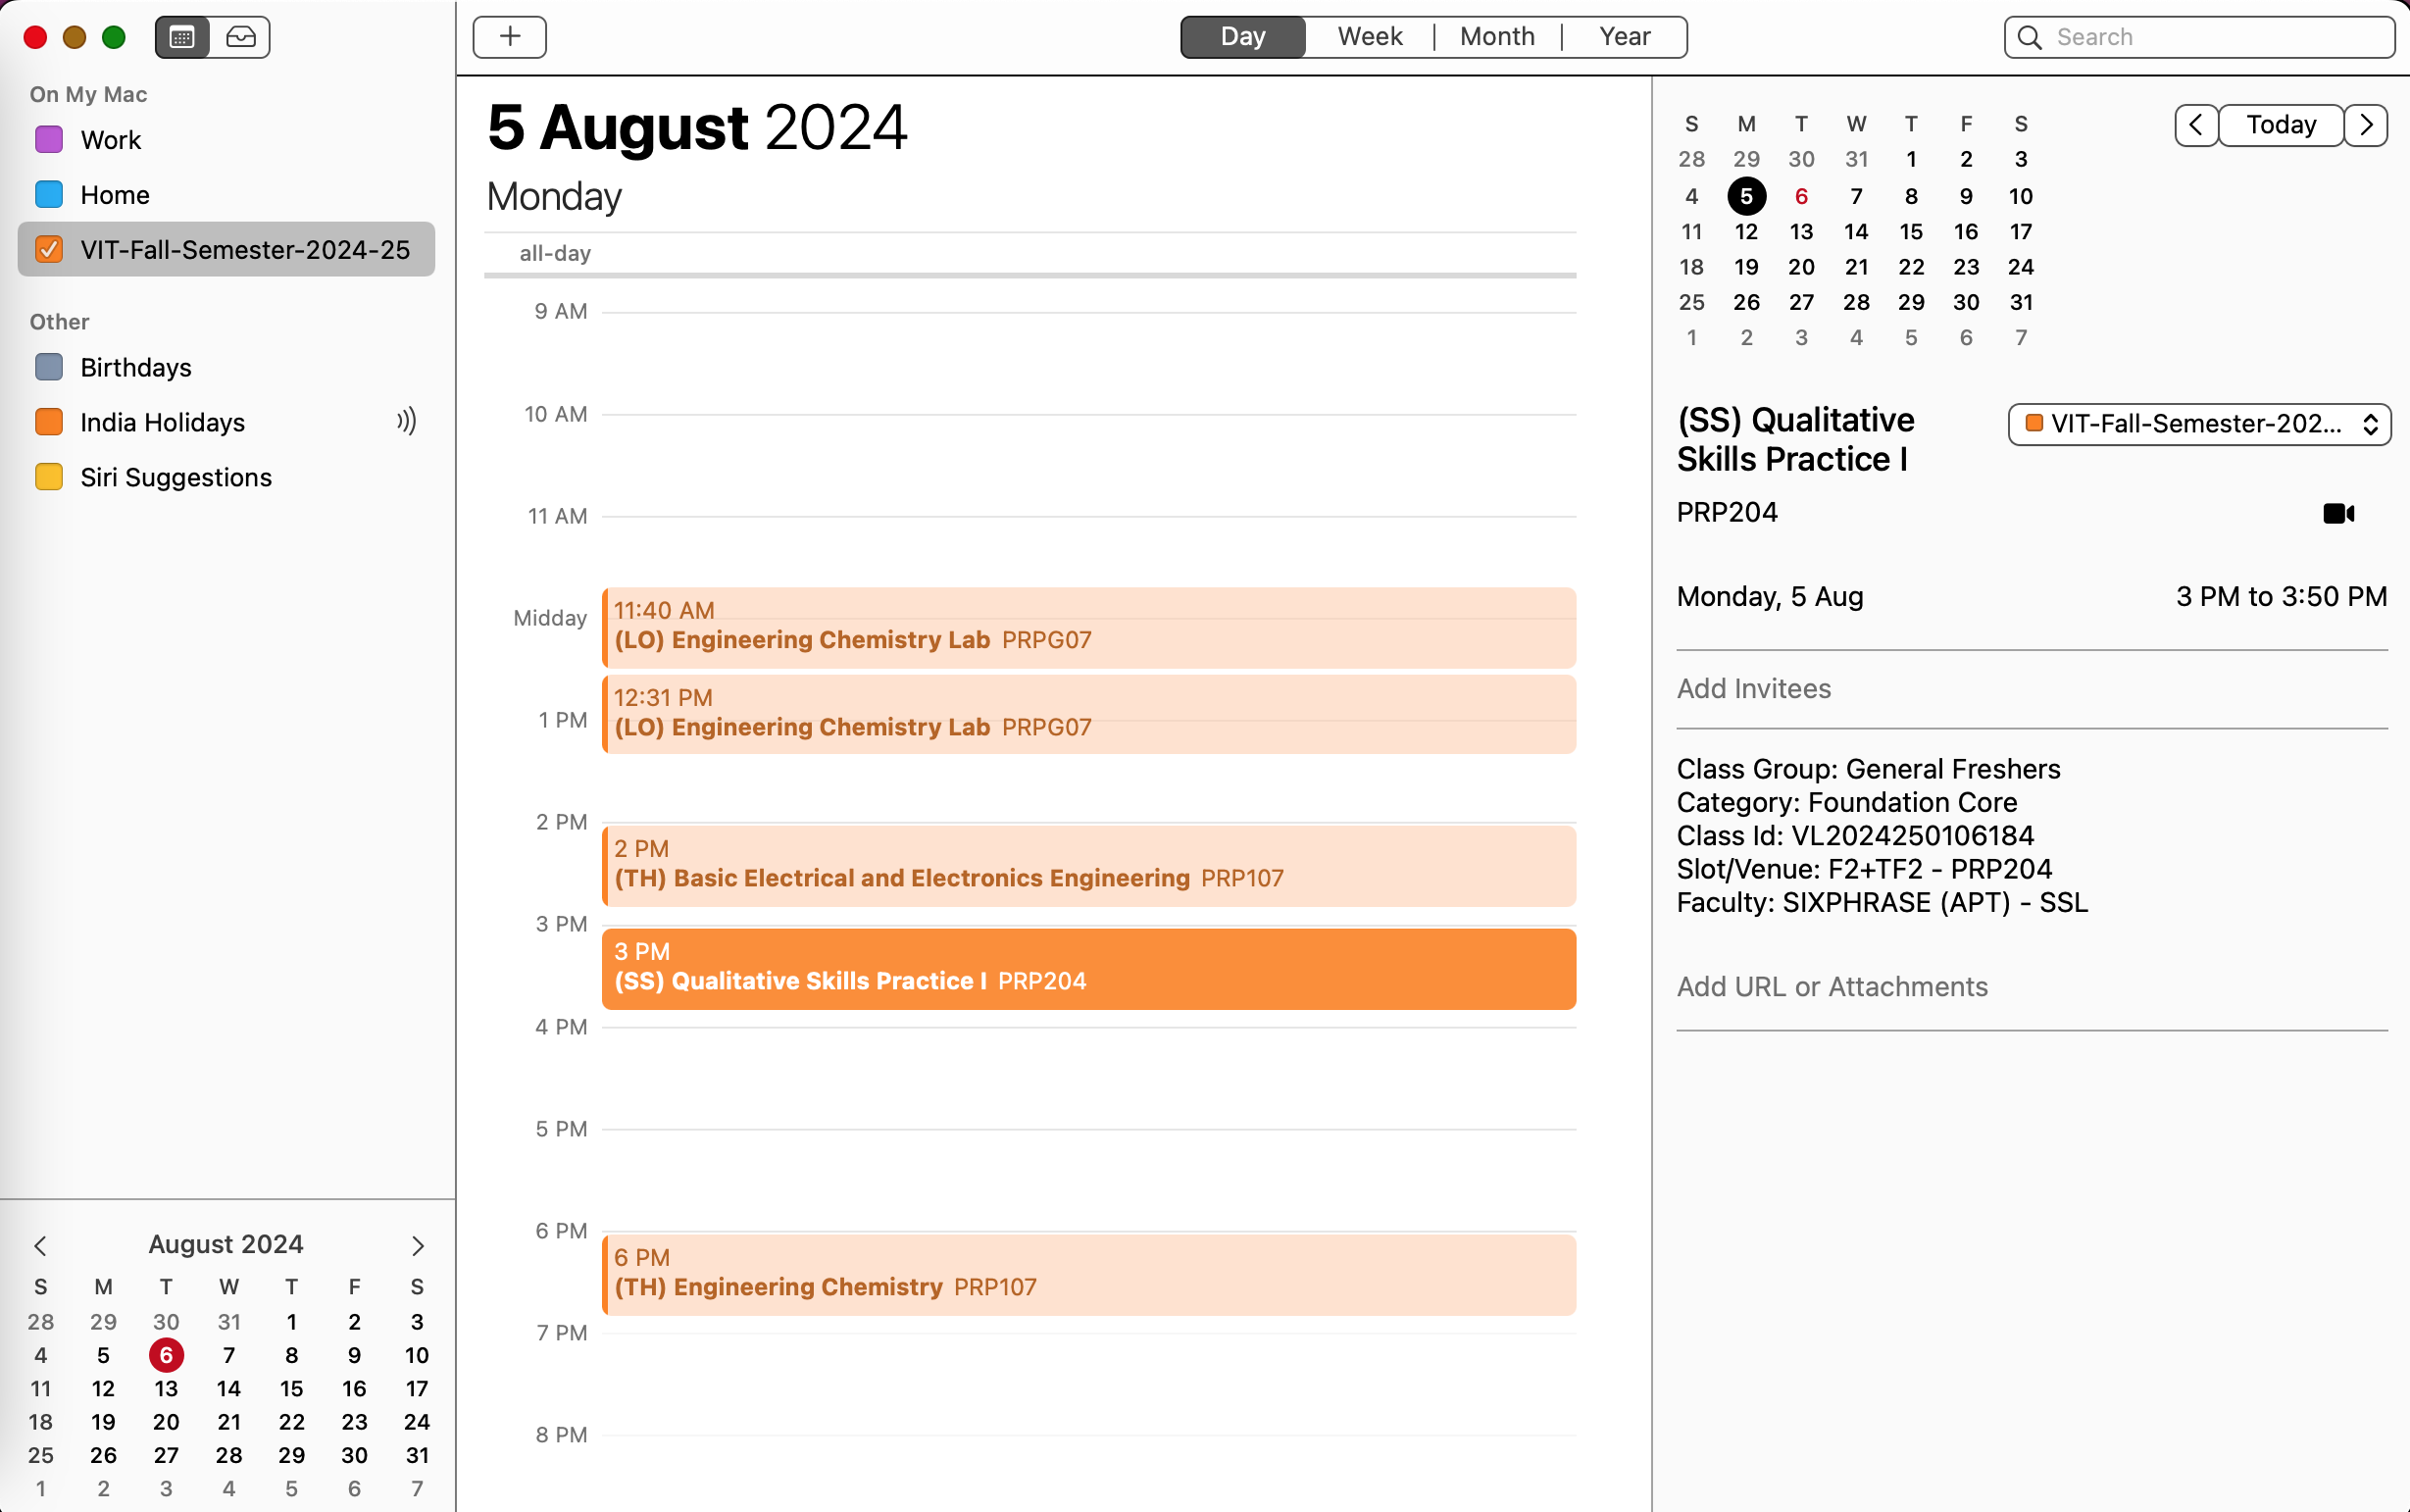 On My Mac
Work
Home
VIT-Fall-Semester-2024-25
Other
Birthdays
India Holidays
Siri Suggestions
August 2024
S M T W T F S
28 29 30 31 1 2 3
4 5 6 7 8 9 10
11 12 13 14 15 16 17
18 19 20 21 22 23 24
25 26 27 28 29 30 31
1 2 3 4 5 6 7
Day Week Month Year
Search
5 August 2024
Monday
all-day
9 AM
10 AM
11 AM
Midday
11:40 AM
(LO) Engineering Chemistry Lab PRPG07
12:31 PM
1 PM
(LO) Engineering Chemistry Lab PRPG07
2 PM
2 PM
(TH) Basic Electrical and Electronics Engineering PRP107
3 PM
3 PM
(SS) Qualitative Skills Practice I PRP204
4 PM
5 PM
6 PM
6 PM
(TH) Engineering Chemistry PRP107
7 PM
8 PM
S M T W T F S
28 29 30 31 1 2 3
4 5 6 7 8 9 10
11 12 13 14 15 16 17
18 19 20 21 22 23 24
25 26 27 28 29 30 31
1 2 3 4 5 6 7
Today
(SS) Qualitative
Skills Practice I
VIT-Fall-Semester-202...
PRP204
Monday, 5 Aug 3 PM to 3:50 PM
Add Invitees
Class Group: General Freshers
Category: Foundation Core
Class Id: VL2024250106184
Slot/Venue: F2+TF2 - PRP204
Faculty: SIXPHRASE (APT) - SSL
Add URL or Attachments